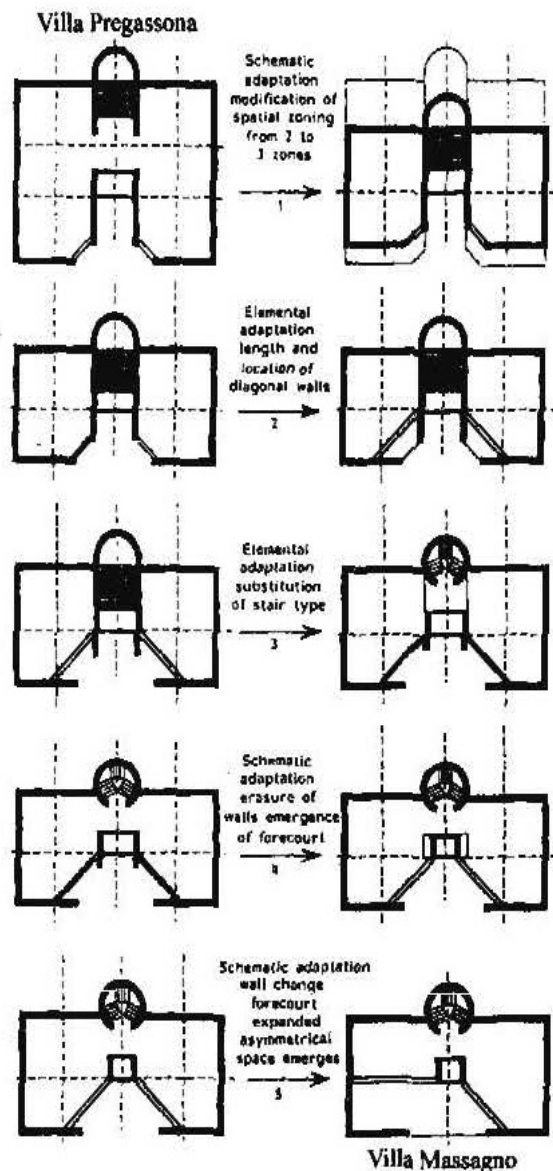 Villa Pregassona
Schematic
adaptation
modification of
spatial zoning
from 2 to
3 zones
1
Elemental
adaptation
length and
location of
diagonal walls
2
Elemental
adaptation
substitution
of stair type
3
Schematic
adaptation
erasure of
walls emergence
of forecourt
4
Schematic adaptation
wall change
forecourt
expanded
asymmetrical
space emerges
5
Villa Massagno